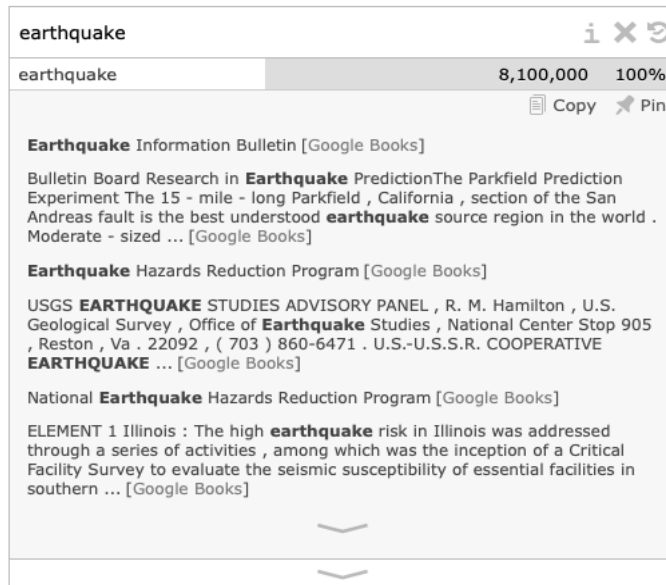 earthquake
earthquake 8,100,000 100%
Copy Pin
Earthquake Information Bulletin [Google Books]
Bulletin Board Research in Earthquake PredictionThe Parkfield Prediction
Experiment The 15 - mile - long Parkfield , California , section of the San
Andreas fault is the best understood earthquake source region in the world .
Moderate - sized ... [Google Books]
Earthquake Hazards Reduction Program [Google Books]
USGS EARTHQUAKE STUDIES ADVISORY PANEL , R. M. Hamilton , U.S.
Geological Survey , Office of Earthquake Studies , National Center Stop 905
, Reston , Va . 22092 , ( 703 ) 860-6471 . U.S.-U.S.S.R. COOPERATIVE
EARTHQUAKE ... [Google Books]
National Earthquake Hazards Reduction Program [Google Books]
ELEMENT 1 Illinois : The high earthquake risk in Illinois was addressed
through a series of activities , among which was the inception of a Critical
Facility Survey to evaluate the seismic susceptibility of essential facilities in
southern ... [Google Books]